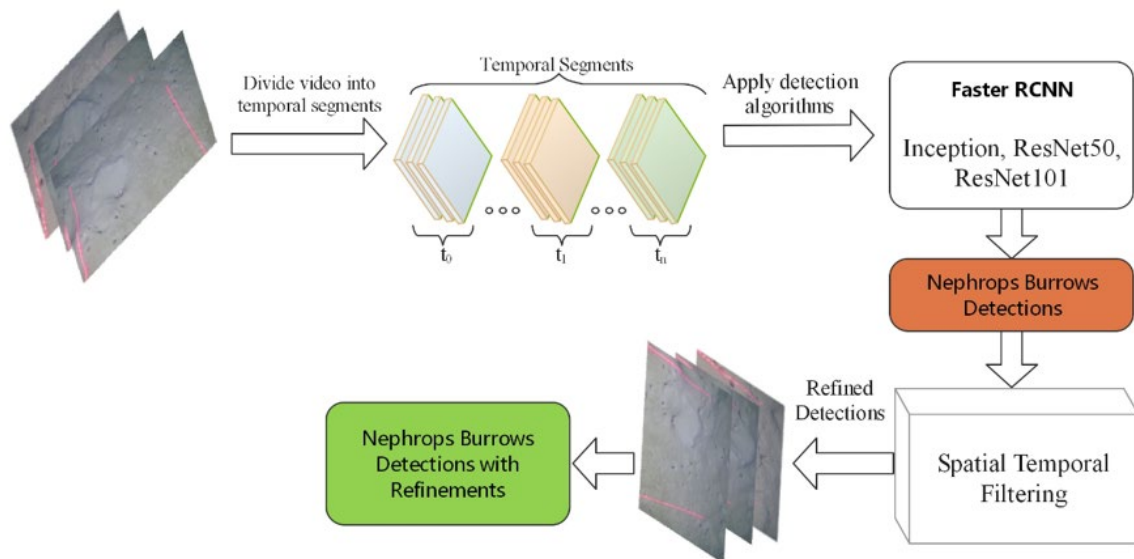 Divide video into
temporal segments
Temporal Segments
t0
t1
tn
Apply detection
algorithms
Faster RCNN
Inception, ResNet50,
ResNet101
Nephrops Burrows
Detections
Spatial Temporal
Filtering
Refined
Detections
Nephrops Burrows
Detections with
Refinements